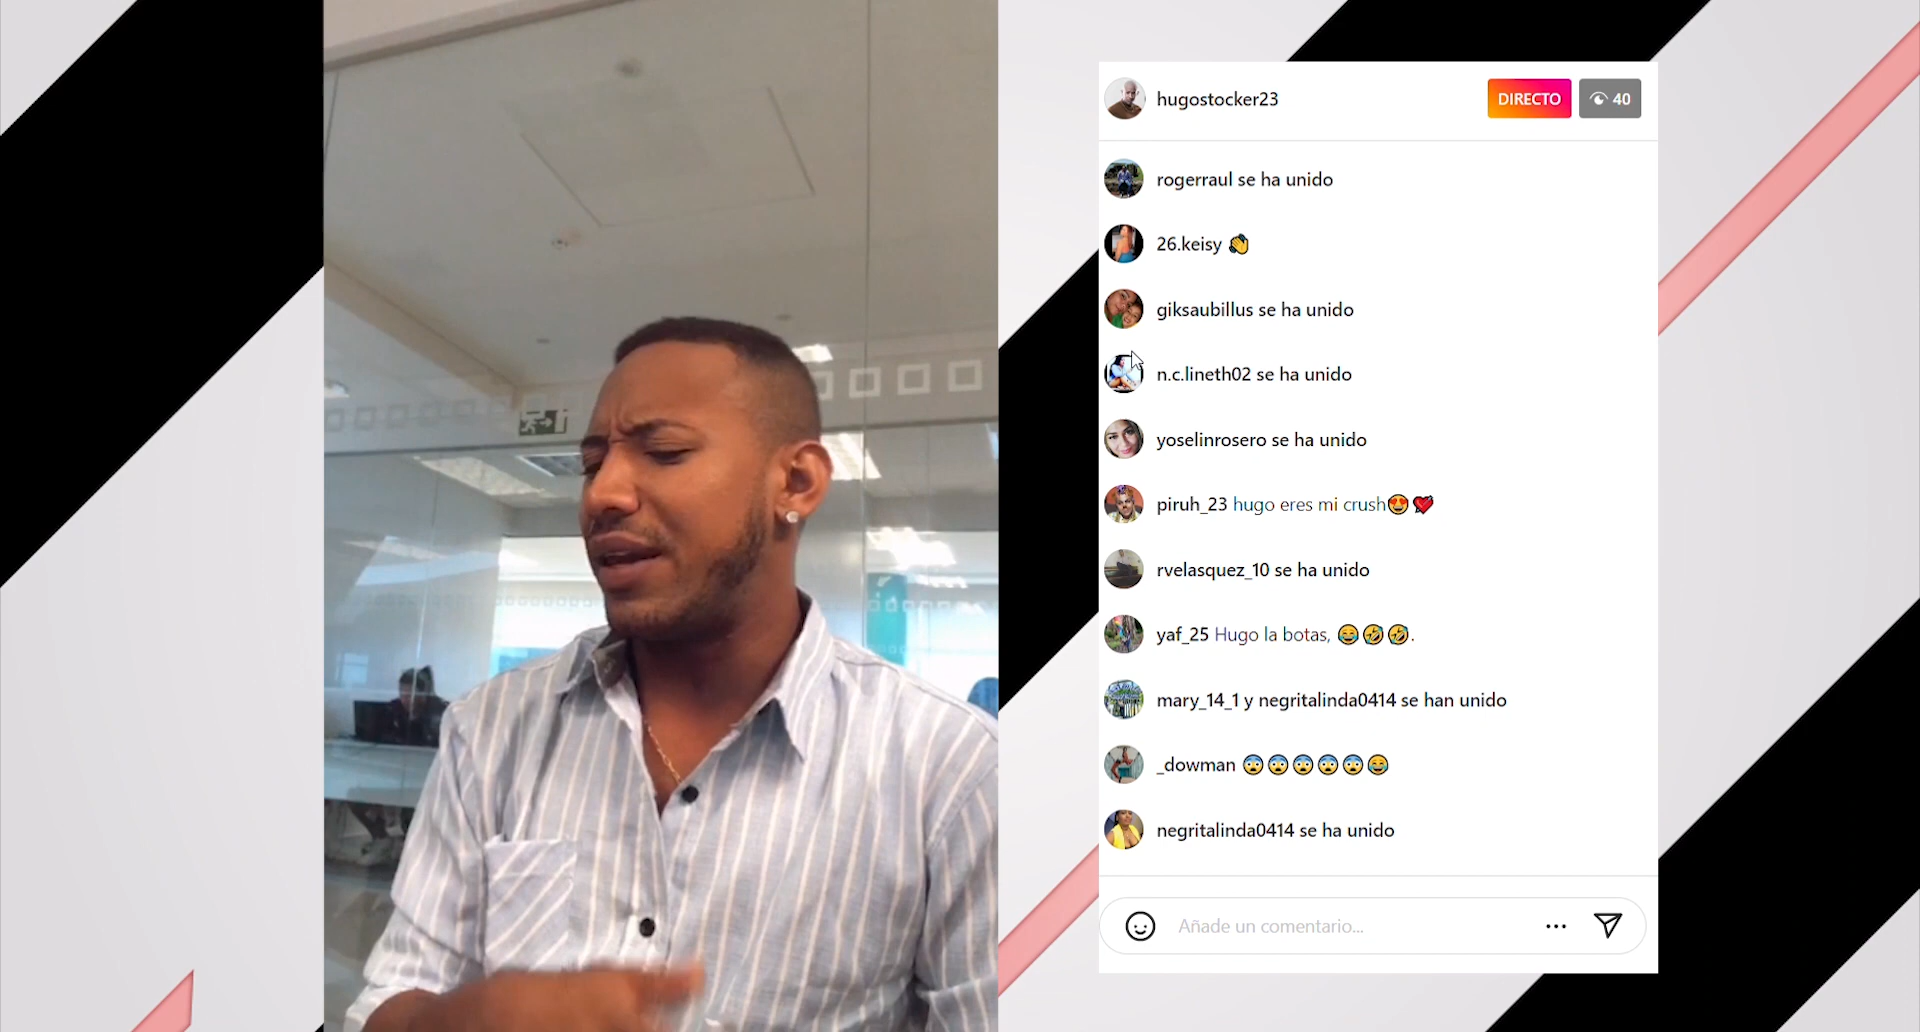 hugostocker23
DIRECTO
40
rogerraul se ha unido
26.keisy 👏
giksaubillus se ha unido
n.c.lineth02 se ha unido
yoselinrosero se ha unido
piruh_23 hugo eres mi crush😍💘
rvelasquez_10 se ha unido
yaf_25 Hugo la botas, 😂🤣🤣.
mary_14_1 y negritalinda0414 se han unido
_dowman 😨😨😨😨😨😂
negritalinda0414 se ha unido
Añade un comentario...